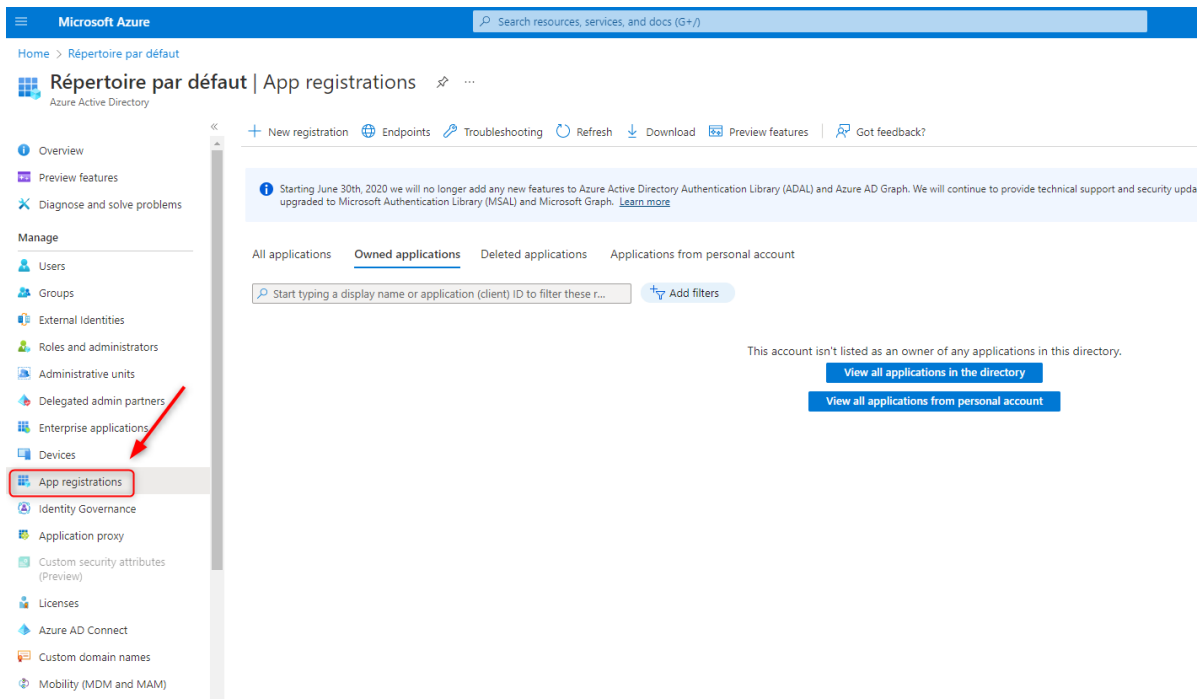 Microsoft Azure
Search resources, services, and docs (G+/)
Home > Répertoire par défaut
Répertoire par défaut | App registrations
Azure Active Directory
New registration
Endpoints
Troubleshooting
Refresh
Download
Preview features
Got feedback?
Overview
Preview features
Diagnose and solve problems
Manage
Users
Groups
External Identities
Roles and administrators
Administrative units
Delegated admin partners
Enterprise applications
Devices
App registrations
Identity Governance
Application proxy
Custom security attributes
(Preview)
Licenses
Azure AD Connect
Custom domain names
Mobility (MDM and MAM)
Starting June 30th, 2020 we will no longer add any new features to Azure Active Directory Authentication Library (ADAL) and Azure AD Graph. We will continue to provide technical support and security upda
upgraded to Microsoft Authentication Library (MSAL) and Microsoft Graph. Learn more
All applications
Owned applications
Deleted applications
Applications from personal account
Start typing a display name or application (client) ID to filter these r...
Add filters
This account isn't listed as an owner of any applications in this directory.
View all applications in the directory
View all applications from personal account